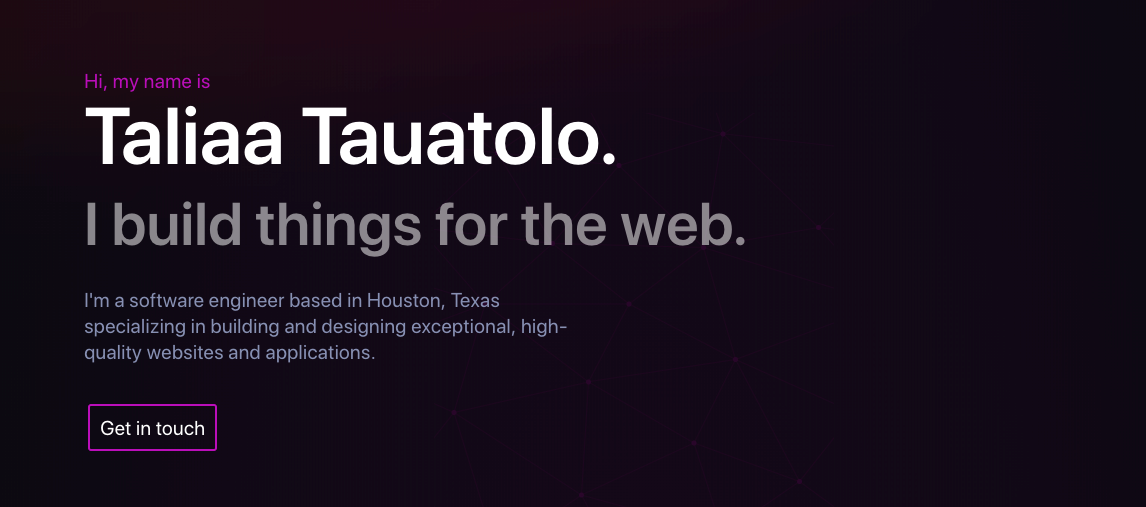 Hi, my name is
Taliaa Tauatolo.
I build things for the web.
I'm a software engineer based in Houston, Texas
specializing in building and designing exceptional, high-
quality websites and applications.
Get in touch